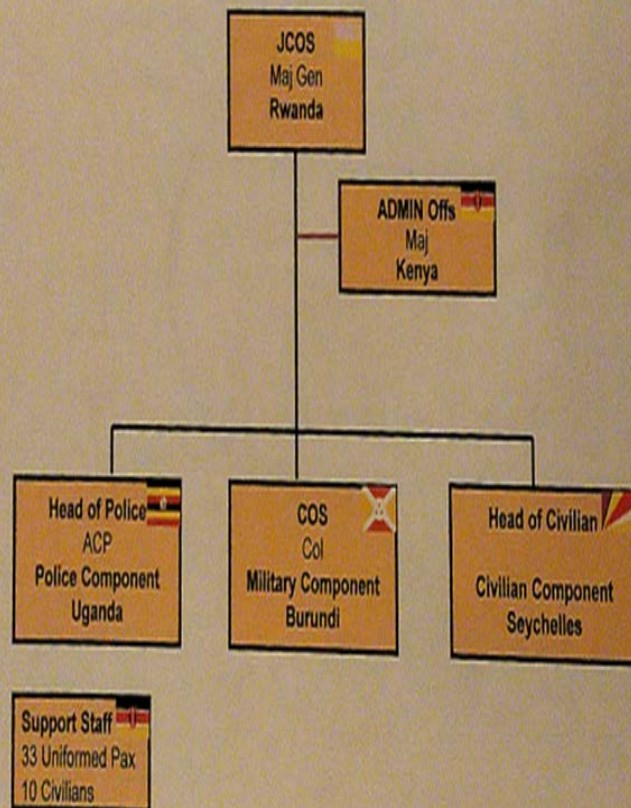 JCOS
Maj Gen
Rwanda
ADMIN Offs
Maj
Kenya
Head of Police
ACP
Police Component
Uganda
COS
Col
Military Component
Burundi
Head of Civilian
Civilian Component
Seychelles
Support Staff
33 Uniformed Pax
10 Civilians